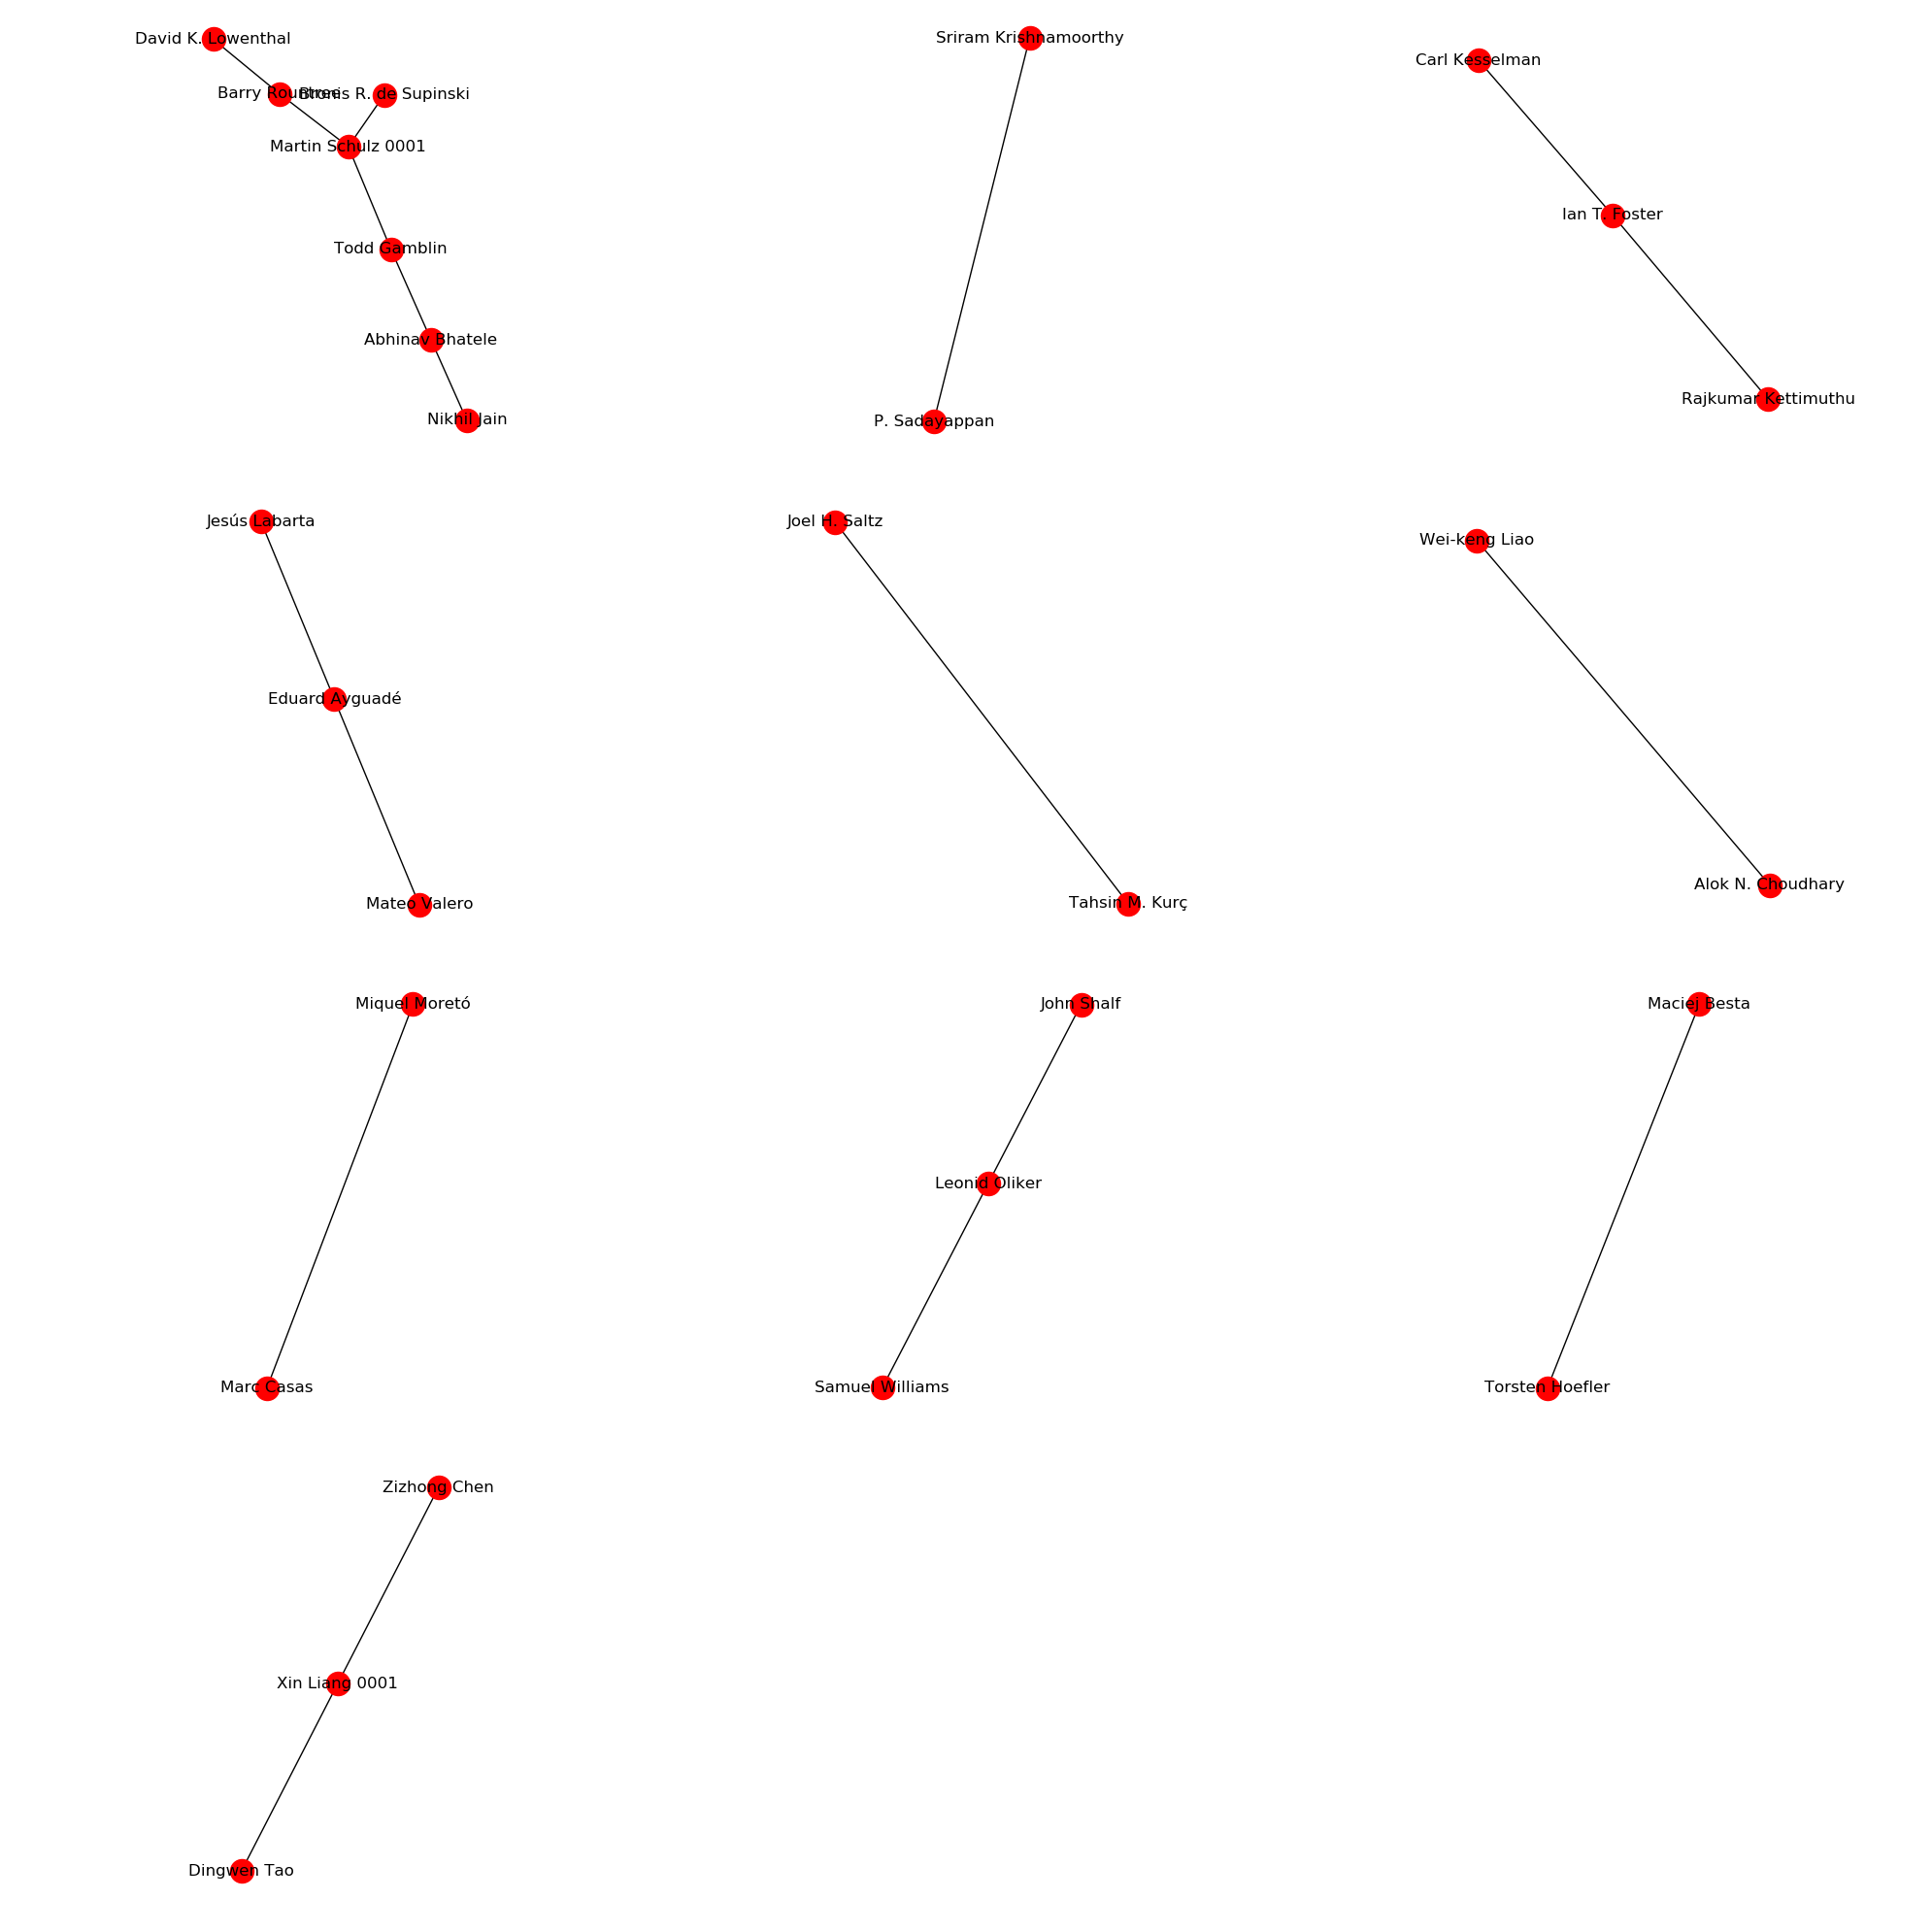 David K. Lowenthal
Barry Rountree
Bronis R. de Supinski
Martin Schulz 0001
Todd Gamblin
Abhinav Bhatele
Nikhil Jain
Sriram Krishnamoorthy
P. Sadayappan
Carl Kesselman
Ian T. Foster
Rajkumar Kettimuthu
Jesús Labarta
Eduard Ayguadé
Mateo Valero
Joel H. Saltz
Tahsin M. Kurç
Wei-keng Liao
Alok N. Choudhary
Miquel Moretó
Marc Casas
John Shalf
Leonid Oliker
Samuel Williams
Maciej Besta
Torsten Hoefler
Zizhong Chen
Xin Liang 0001
Dingwen Tao